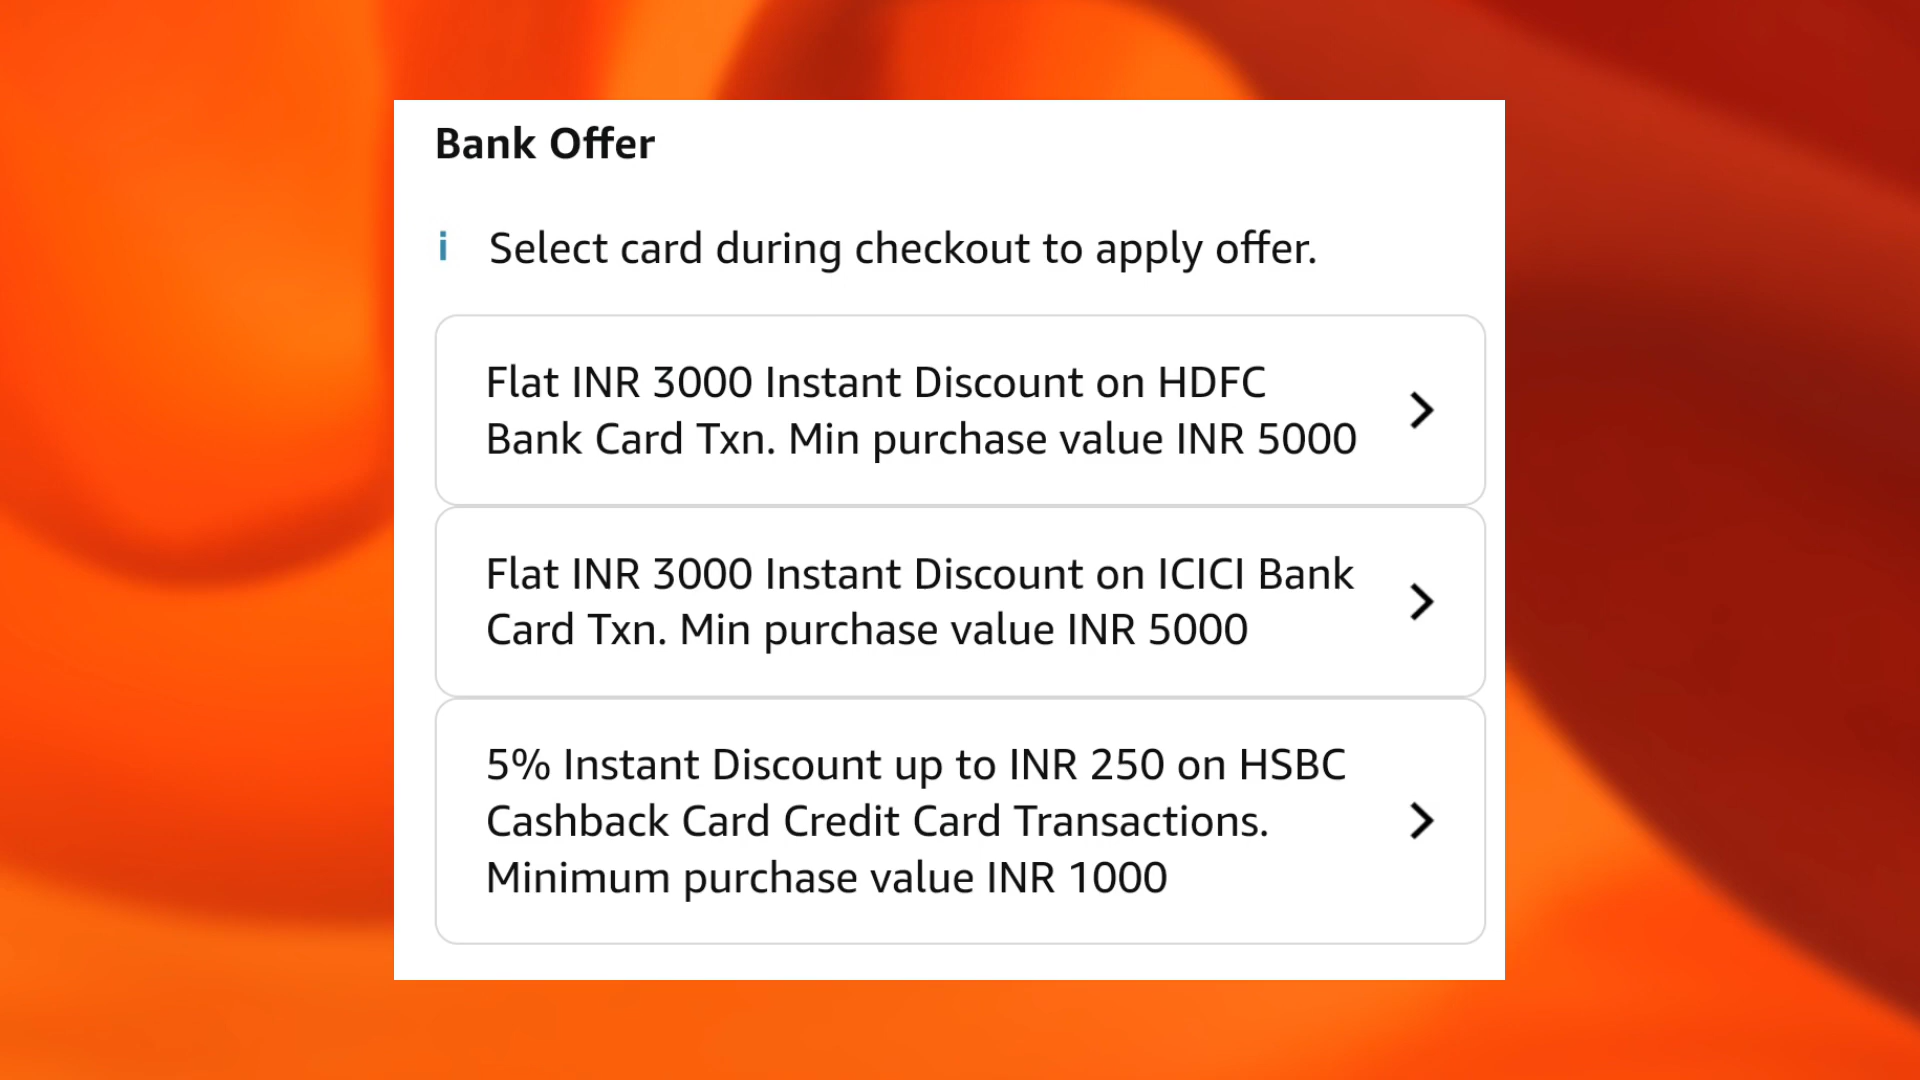 Bank Offer
i Select card during checkout to apply offer.
Flat INR 3000 Instant Discount on HDFC
Bank Card Txn. Min purchase value INR 5000
Flat INR 3000 Instant Discount on ICICI Bank
Card Txn. Min purchase value INR 5000
5% Instant Discount up to INR 250 on HSBC
Cashback Card Credit Card Transactions.
Minimum purchase value INR 1000